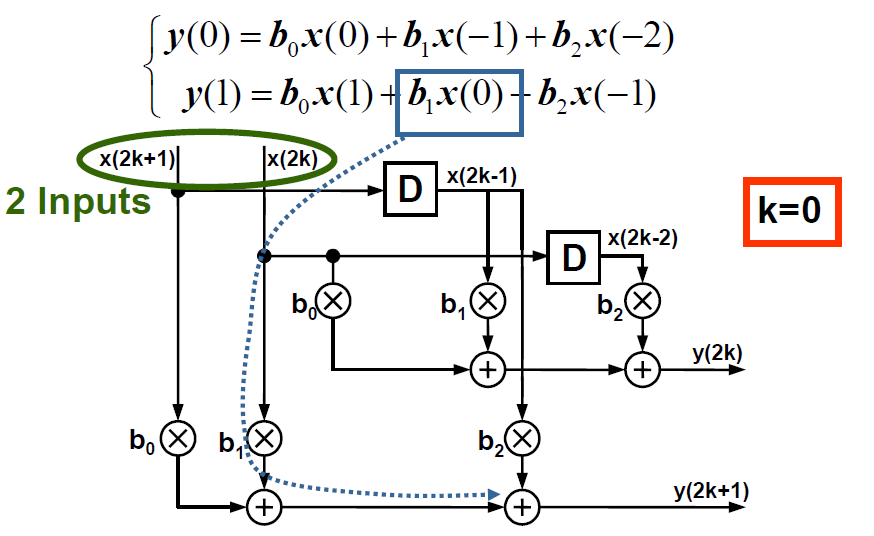 y(0) = b₀x(0) + b₁x(−1) + b₂x(−2)
y(1) = b₀x(1) + b₁x(0) + b₂x(−1)
x(2k+1) x(2k)
2 Inputs
D x(2k-1)
k=0
D x(2k-2)
b₀ b₁ b₂
y(2k)
b₀ b₁ b₂
y(2k+1)